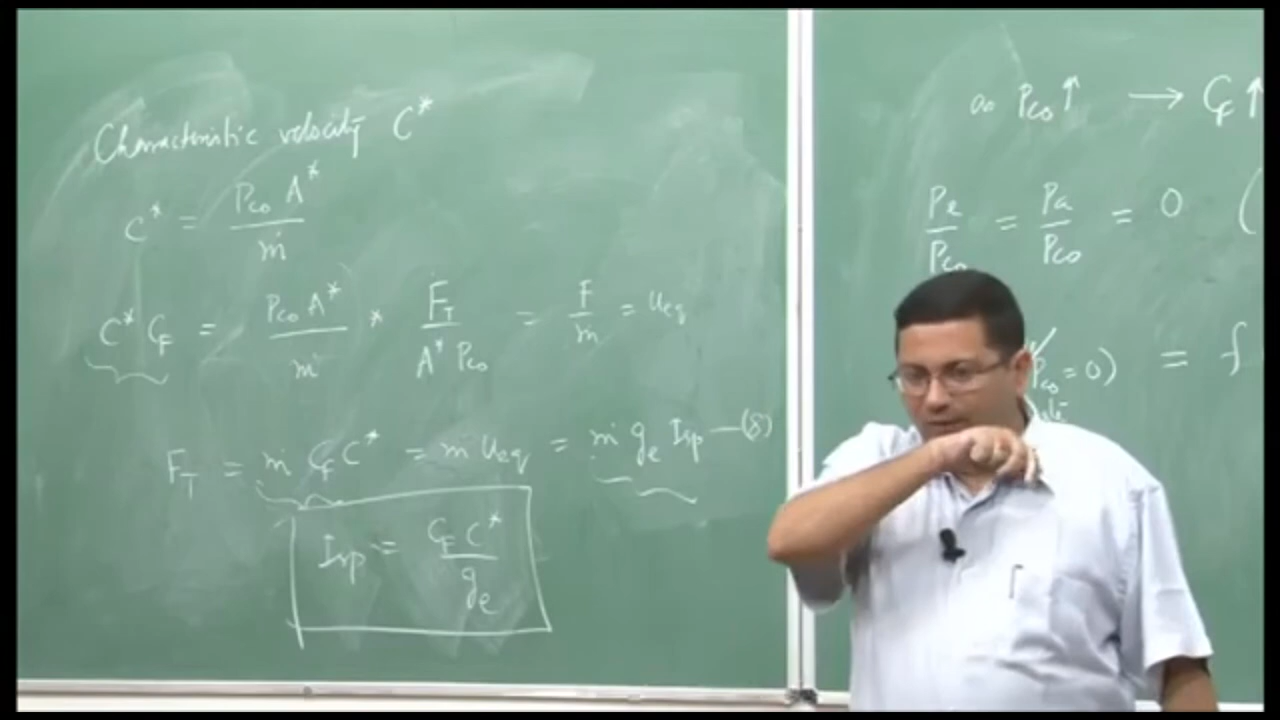 Characteristic velocity C*
C* = Pco A* / ṁ
C* CF = Pco A* / ṁ * FT / A* Pco = F / ṁ = ueq
FT = ṁ CF C* = ṁ ueq = ṁ ge Isp —(8)
Isp = CF C* / ge
as Pco ↑ → CF ↑
Pe / Pco = Pa / Pco = 0 (
Pco = 0) = f